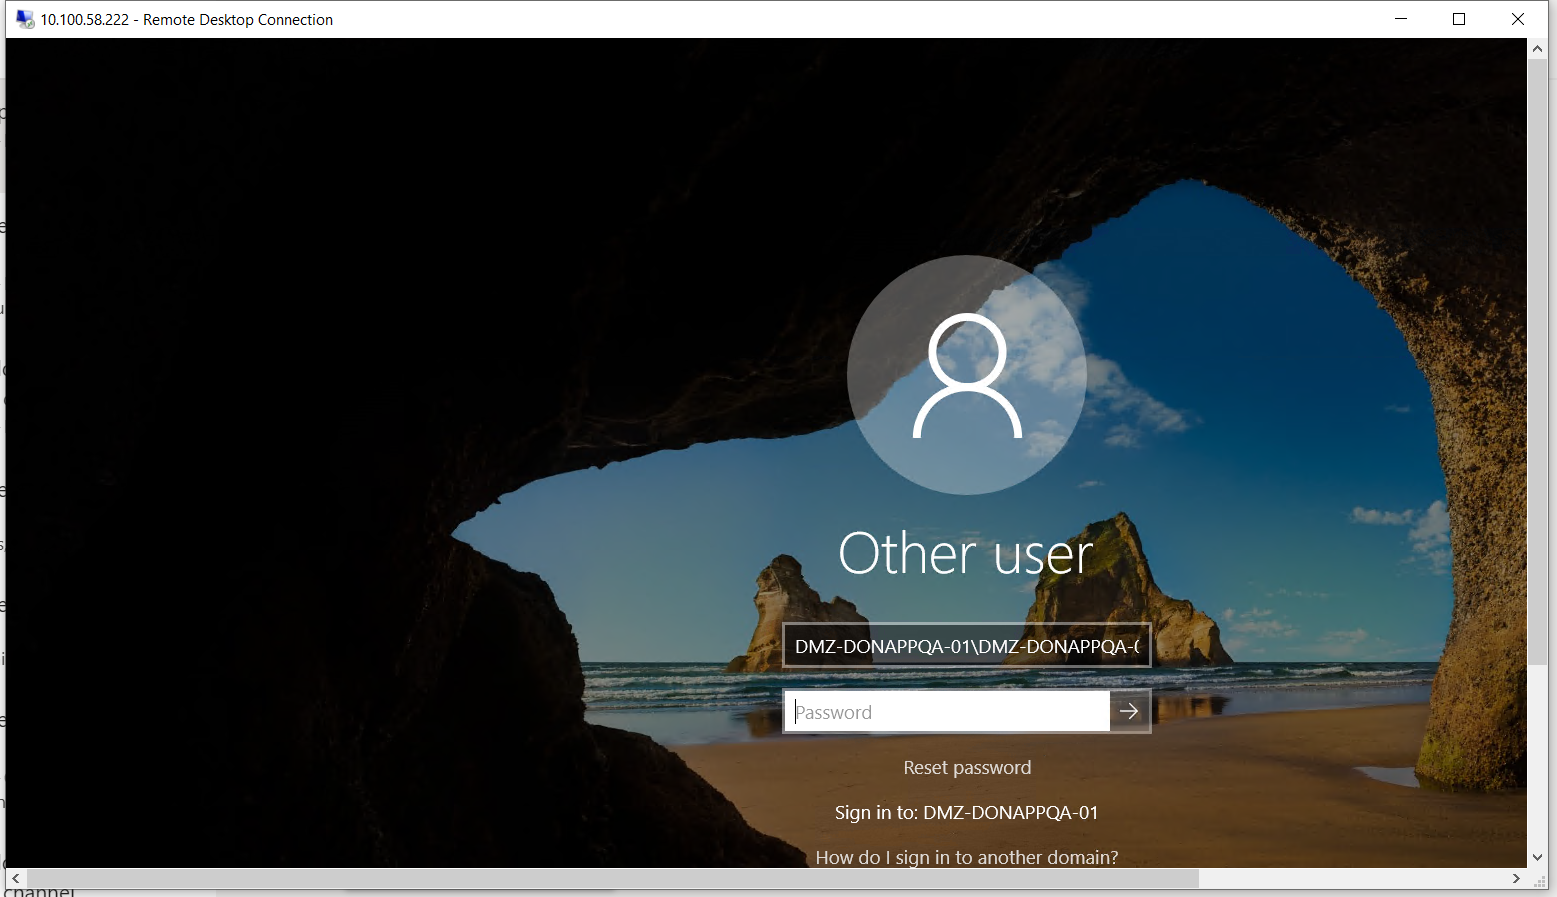 10.100.58.222 - Remote Desktop Connection
Other user
DMZ-DONAPPQA-01\DMZ-DONAPPQA-
Password
Reset password
Sign in to: DMZ-DONAPPQA-01
How do I sign in to another domain?
channel